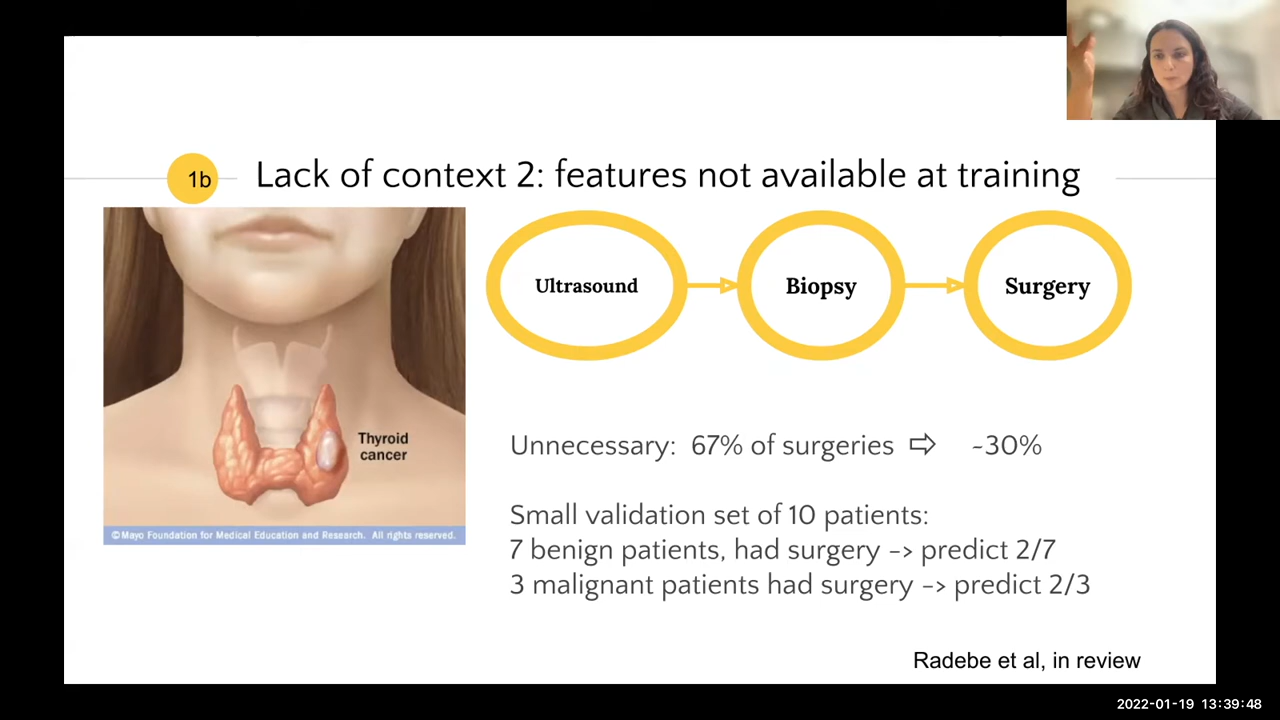 1b
Lack of context 2: features not available at training
Ultrasound
Biopsy
Surgery
Thyroid
cancer
©Mayo Foundation for Medical Education and Research. All rights reserved.
Unnecessary: 67% of surgeries ⇨ ~30%
Small validation set of 10 patients:
7 benign patients, had surgery -> predict 2/7
3 malignant patients had surgery -> predict 2/3
Radebe et al, in review
2022-01-19 13:39:48